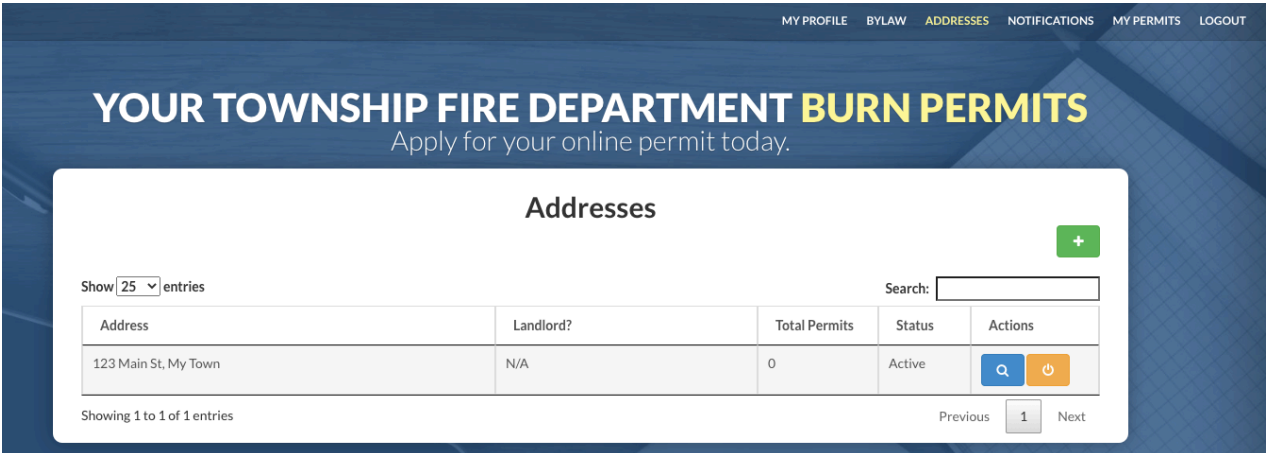 MY PROFILE BYLAW ADDRESSES NOTIFICATIONS MY PERMITS LOGOUT
YOUR TOWNSHIP FIRE DEPARTMENT BURN PERMITS
Apply for your online permit today.
Addresses
+
Show 25 entries Search:
Address Landlord? Total Permits Status Actions
123 Main St, My Town N/A 0 Active
Showing 1 to 1 of 1 entries Previous 1 Next